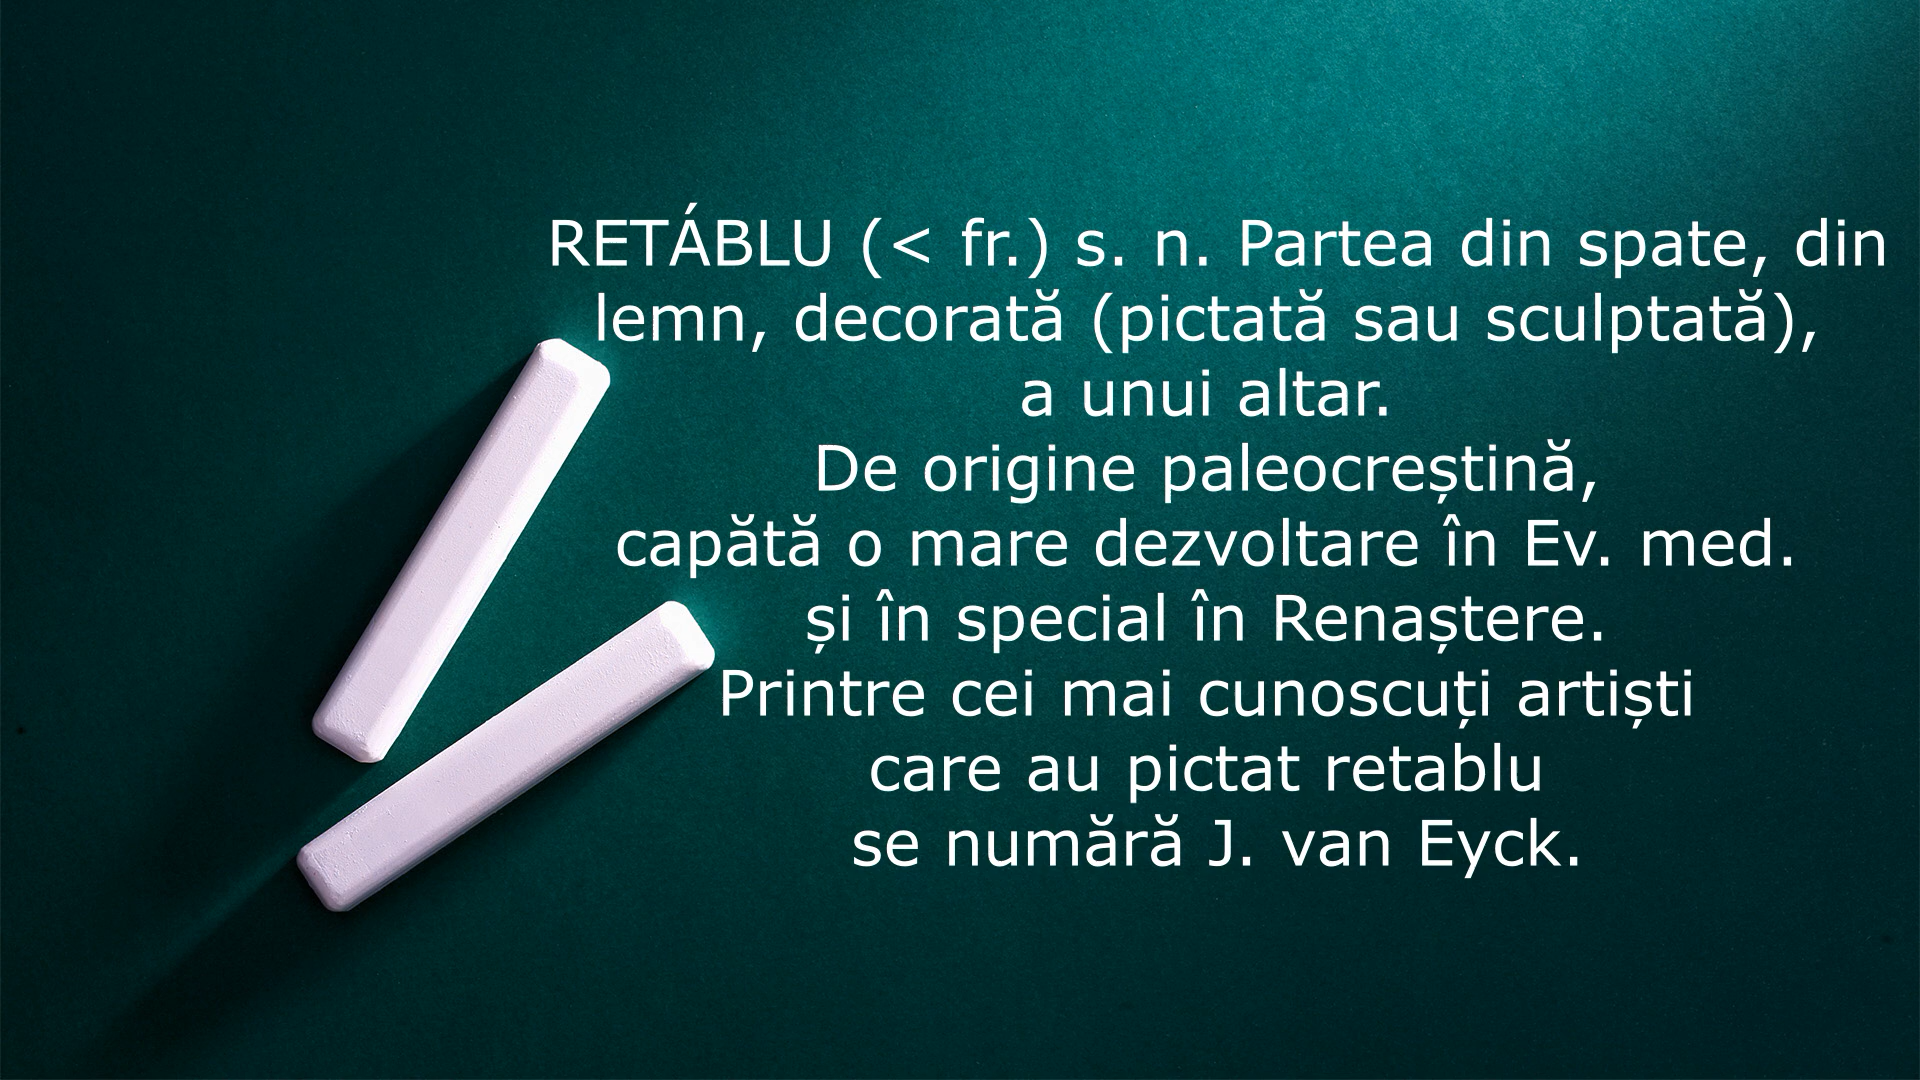 RETÁBLU (< fr.) s. n. Partea din spate, din
lemn, decorată (pictată sau sculptată),
a unui altar.
De origine paleocreștină,
capătă o mare dezvoltare în Ev. med.
și în special în Renaștere.
Printre cei mai cunoscuți artiști
care au pictat retablu
se numără J. van Eyck.